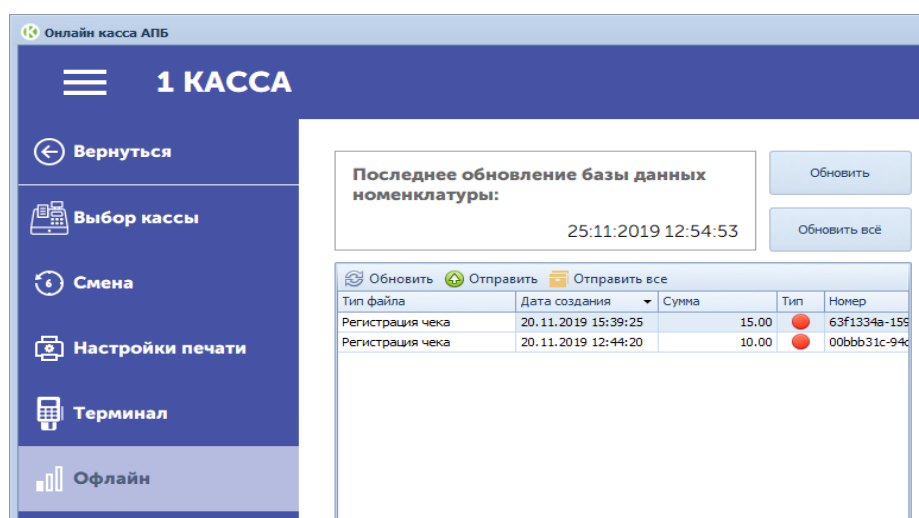 Онлайн касса АПБ
1 КАССА
Вернуться
Выбор кассы
6 Смена
Настройки печати
Терминал
Офлайн
Последнее обновление базы данных
номенклатуры:
25:11:2019 12:54:53
Обновить
Обновить всё
Обновить Отправить Отправить все
Тип файла Дата создания Сумма Тип Номер
Регистрация чека 20.11.2019 15:39:25 15.00 63f1334a-159
Регистрация чека 20.11.2019 12:44:20 10.00 00bbb31c-94c